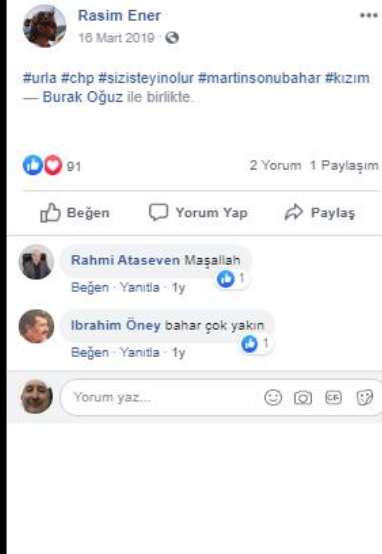 Rasim Ener
16 Mart 2019
#urla #chp #sizisteyinolur #martinsonubahar #kızım
— Burak Oğuz ile birlikte.
91
2 Yorum 1 Paylaşım
Beğen Yorum Yap Paylaş
Rahmi Ataseven Maşallah
1
Beğen · Yanıtla · 1y
Ibrahim Öney bahar çok yakın
1
Beğen · Yanıtla · 1y
Yorum yaz...
GIF